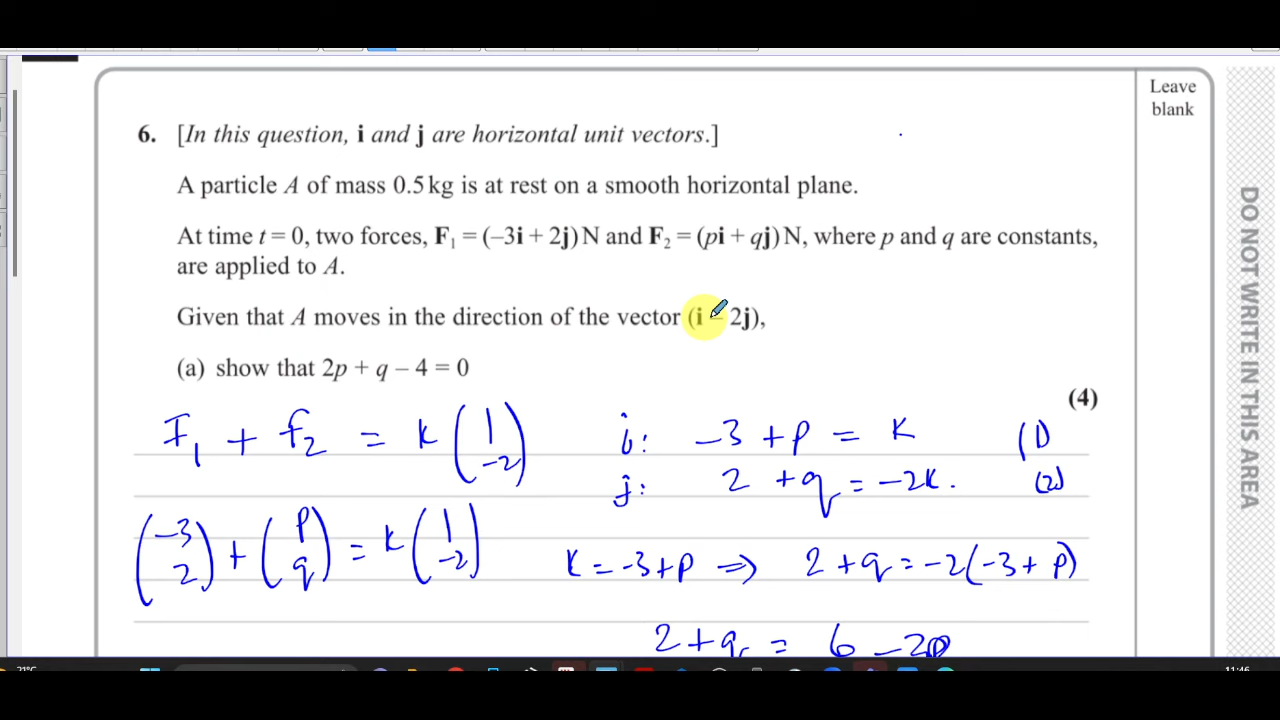 Leave
blank
6. [In this question, i and j are horizontal unit vectors.]
A particle A of mass 0.5 kg is at rest on a smooth horizontal plane.
At time t = 0, two forces, F₁ = (–3i + 2j) N and F₂ = (pi + qj) N, where p and q are constants,
are applied to A.
Given that A moves in the direction of the vector (i – 2j),
(a) show that 2p + q – 4 = 0
(4)
F₁ + F₂ = k (1 -2)
i: -3 + p = k (1)
j: 2 + q = -2k. (2)
(-3 2) + (p q) = k (1 -2)
k = -3+p ⇒ 2 + q = -2(-3 + p)
2 + q = 6 - 2p
DO NOT WRITE IN THIS AREA
21°C
11:46